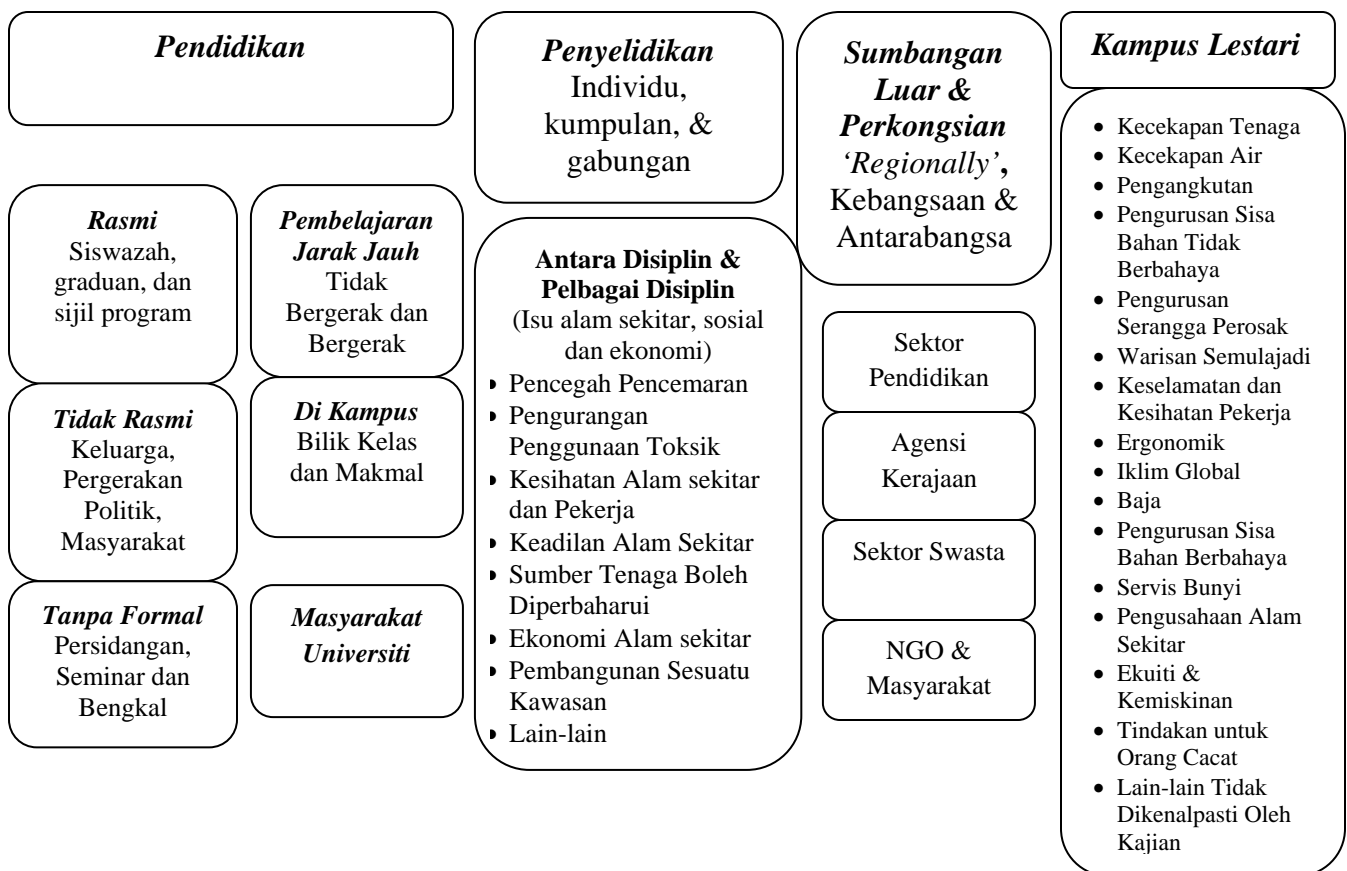 Pendidikan
Rasmi
Siswazah,
graduan, dan
sijil program
Tidak Rasmi
Keluarga,
Pergerakan
Politik,
Masyarakat
Tanpa Formal
Persidangan,
Seminar dan
Bengkal
Pembelajaran
Jarak Jauh
Tidak
Bergerak dan
Bergerak
Di Kampus
Bilik Kelas
dan Makmal
Masyarakat
Universiti
Penyelidikan
Individu,
kumpulan, &
gabungan
Antara Disiplin &
Pelbagai Disiplin
(Isu alam sekitar, sosial
dan ekonomi)
• Pencegah Pencemaran
• Pengurangan
Penggunaan Toksik
• Kesihatan Alam sekitar
dan Pekerja
• Keadilan Alam Sekitar
• Sumber Tenaga Boleh
Diperbaharui
• Ekonomi Alam sekitar
• Pembangunan Sesuatu
Kawasan
• Lain-lain
Sumbangan
Luar &
Perkongsian
‘Regionally’,
Kebangsaan &
Antarabangsa
Sektor
Pendidikan
Agensi
Kerajaan
Sektor Swasta
NGO &
Masyarakat
Kampus Lestari
• Kecekapan Tenaga
• Kecekapan Air
• Pengangkutan
• Pengurusan Sisa
Bahan Tidak
Berbahaya
• Pengurusan
Serangga Perosak
• Warisan Semulajadi
• Keselamatan dan
Kesihatan Pekerja
• Ergonomik
• Iklim Global
• Baja
• Pengurusan Sisa
Bahan Berbahaya
• Servis Bunyi
• Pengusahaan Alam
Sekitar
• Ekuiti &
Kemiskinan
• Tindakan untuk
Orang Cacat
• Lain-lain Tidak
Dikenalpasti Oleh
Kajian